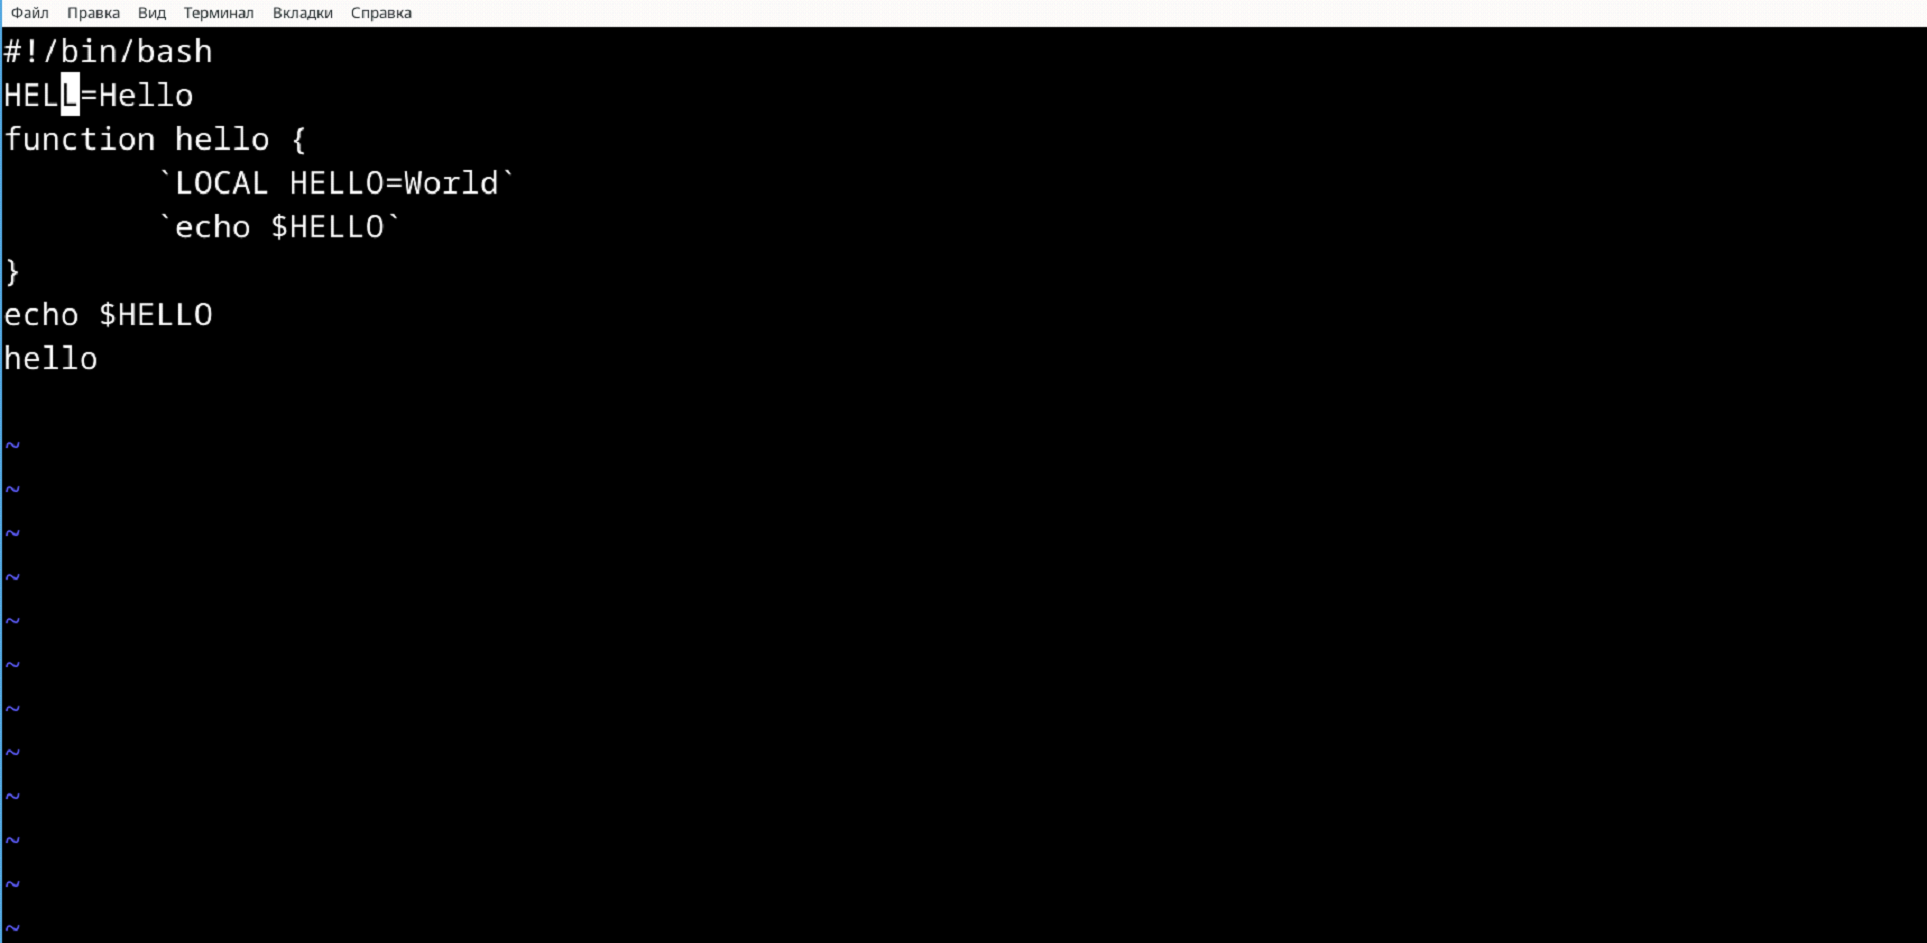 Файл Правка Вид Терминал Вкладки Справка
#!/bin/bash
HELL=Hello
function hello {
        `LOCAL HELLO=World`
        `echo $HELLO`
}
echo $HELLO
hello
~
~
~
~
~
~
~
~
~
~
~
~